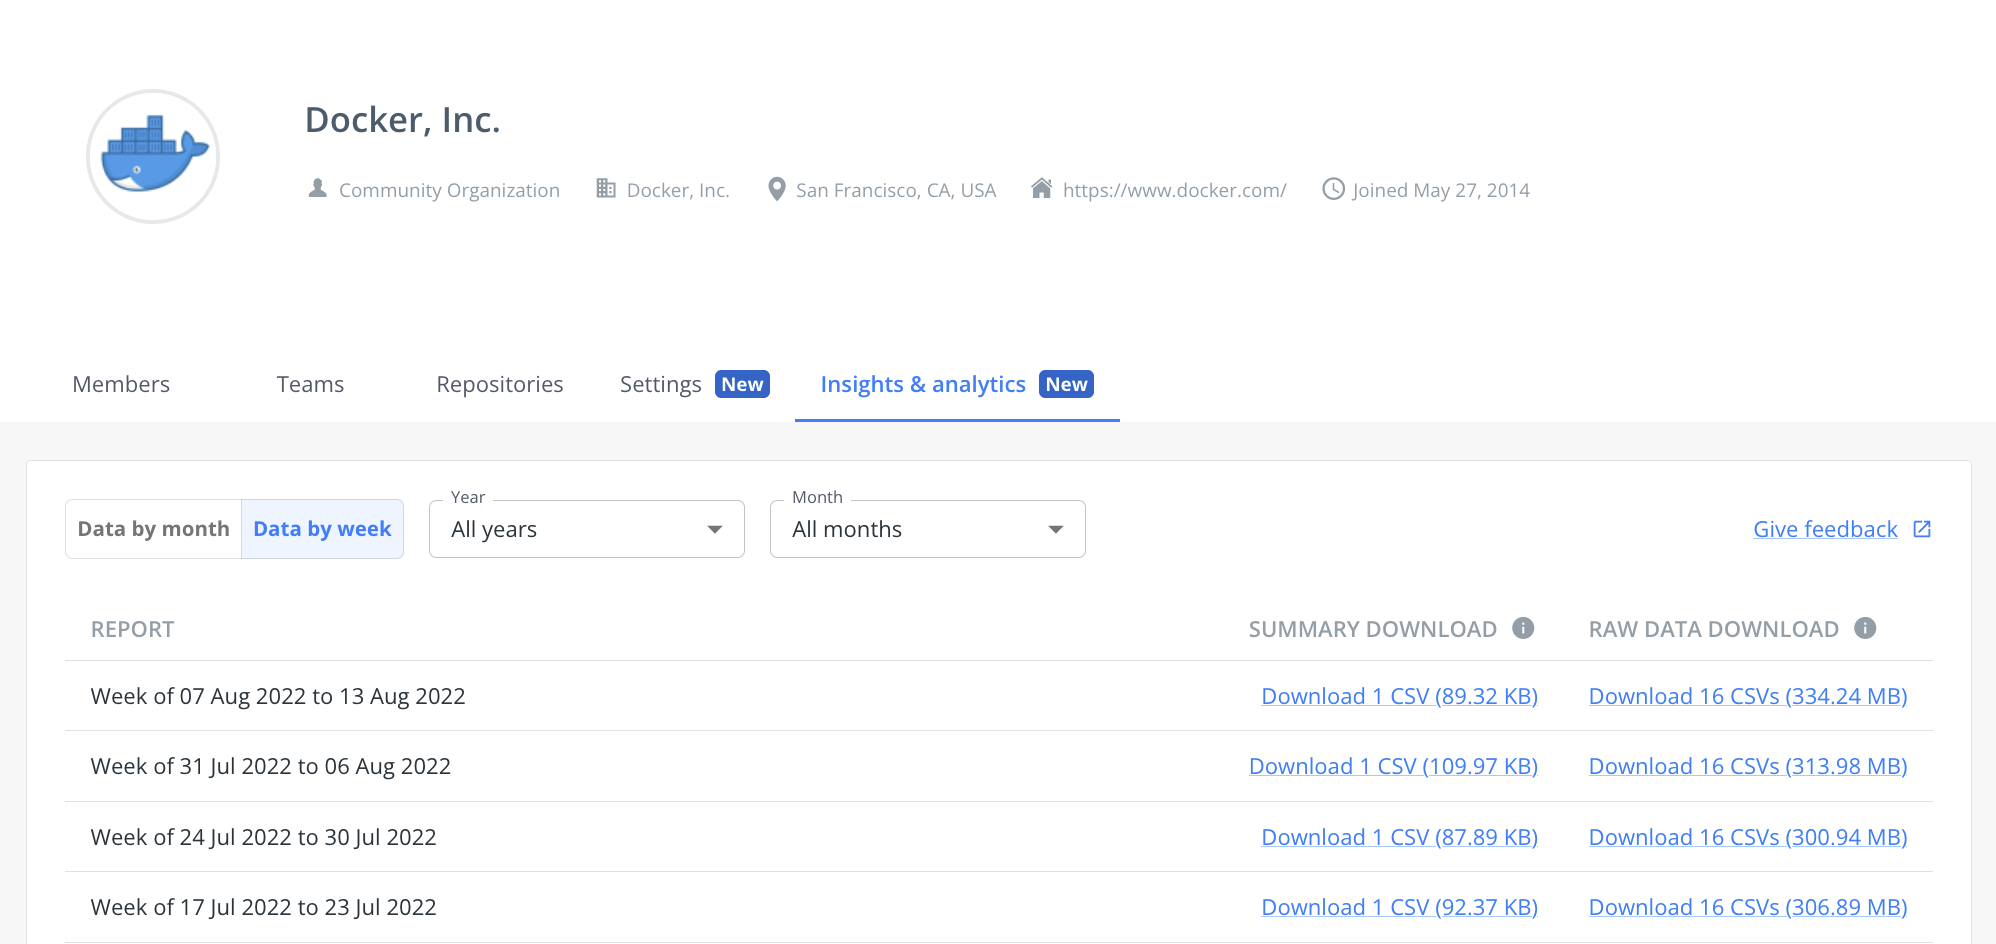 Docker, Inc.
Community Organization Docker, Inc. San Francisco, CA, USA https://www.docker.com/ Joined May 27, 2014
Members Teams Repositories Settings New Insights & analytics New
Year Month
Data by month Data by week All years All months Give feedback
REPORT SUMMARY DOWNLOAD RAW DATA DOWNLOAD
Week of 07 Aug 2022 to 13 Aug 2022 Download 1 CSV (89.32 KB) Download 16 CSVs (334.24 MB)
Week of 31 Jul 2022 to 06 Aug 2022 Download 1 CSV (109.97 KB) Download 16 CSVs (313.98 MB)
Week of 24 Jul 2022 to 30 Jul 2022 Download 1 CSV (87.89 KB) Download 16 CSVs (300.94 MB)
Week of 17 Jul 2022 to 23 Jul 2022 Download 1 CSV (92.37 KB) Download 16 CSVs (306.89 MB)